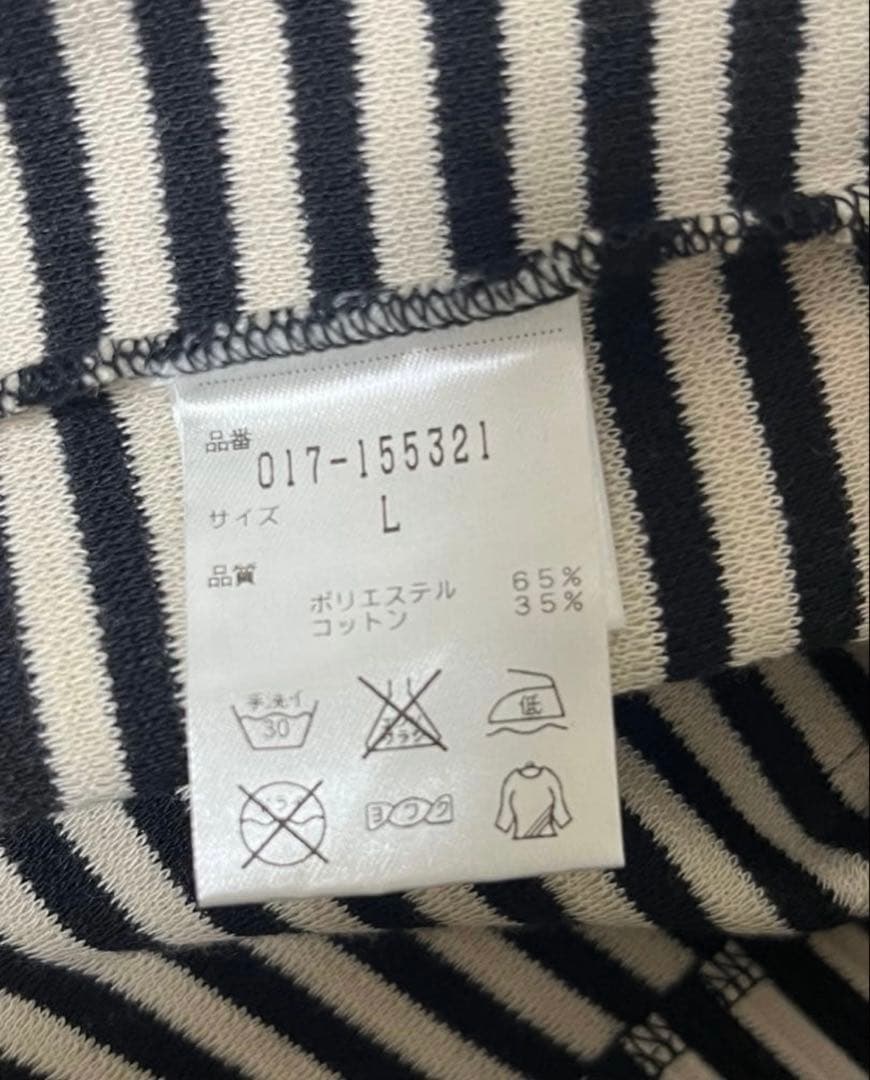 品番
017-155321
サイズ L
品質
ポリエステル 65%
コットン 35%
手洗イ
30
低
ヨワク